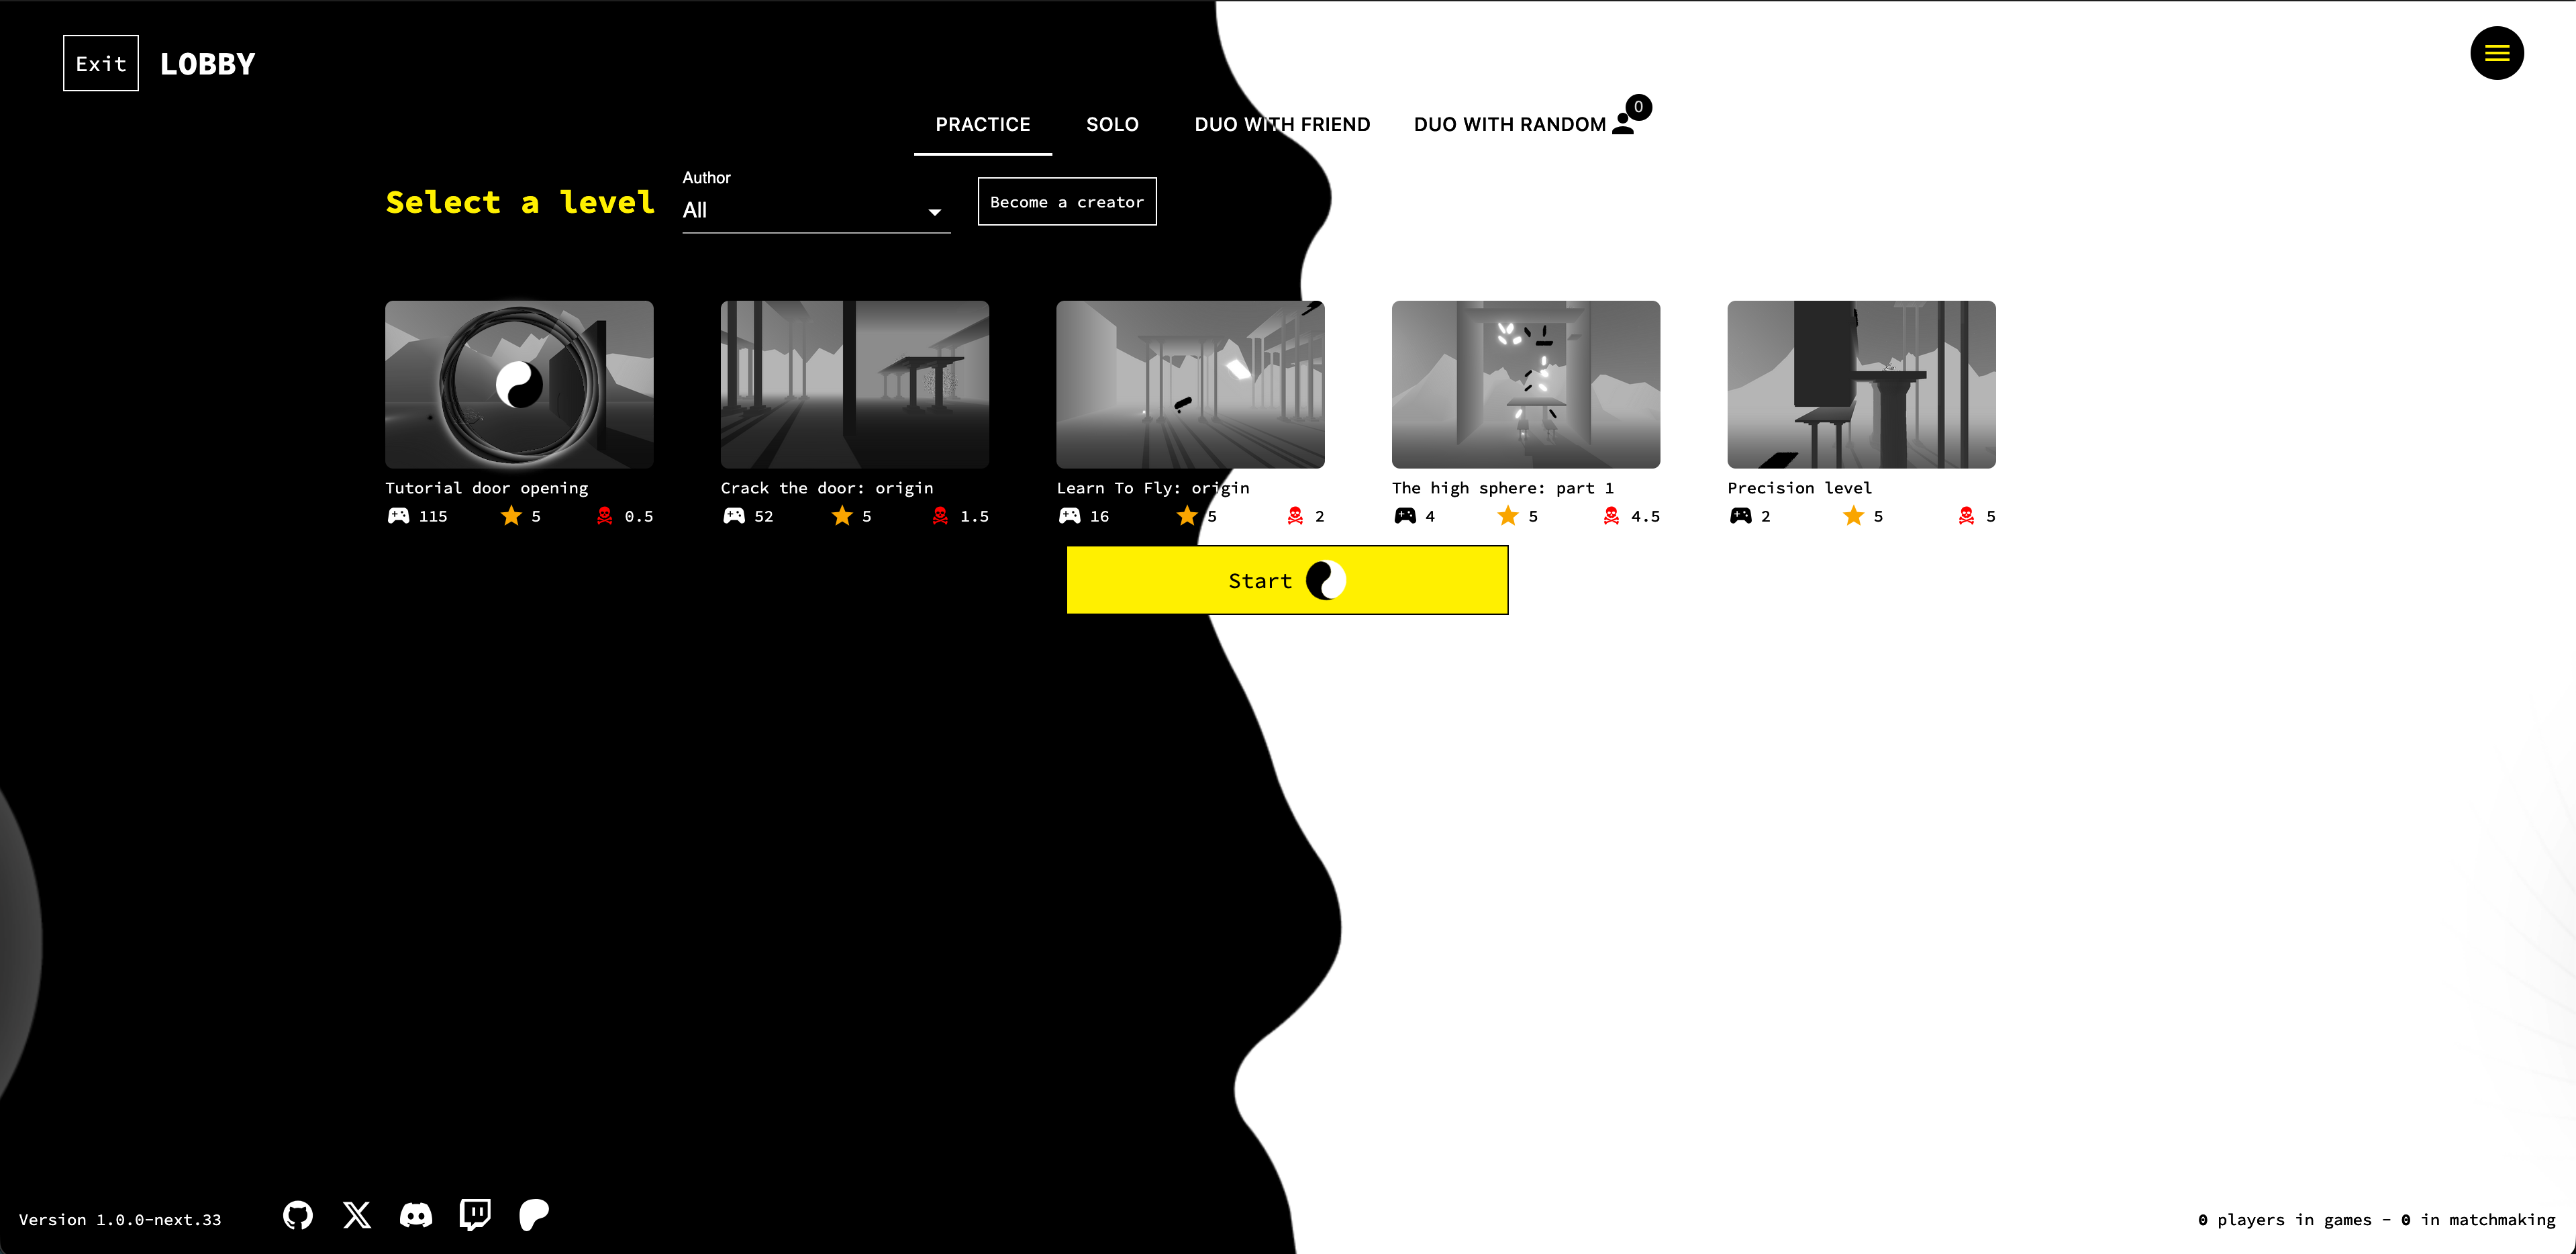 Exit LOBBY
0
PRACTICE SOLO DUO WITH FRIEND DUO WITH RANDOM
Author
Select a level All Become a creator
Tutorial door opening Crack the door: origin Learn To Fly: origin The high sphere: part 1 Precision level
115 5 0.5 52 5 1.5 16 5 2 4 5 4.5 2 5 5
Start
Version 1.0.0-next.33 0 players in games - 0 in matchmaking